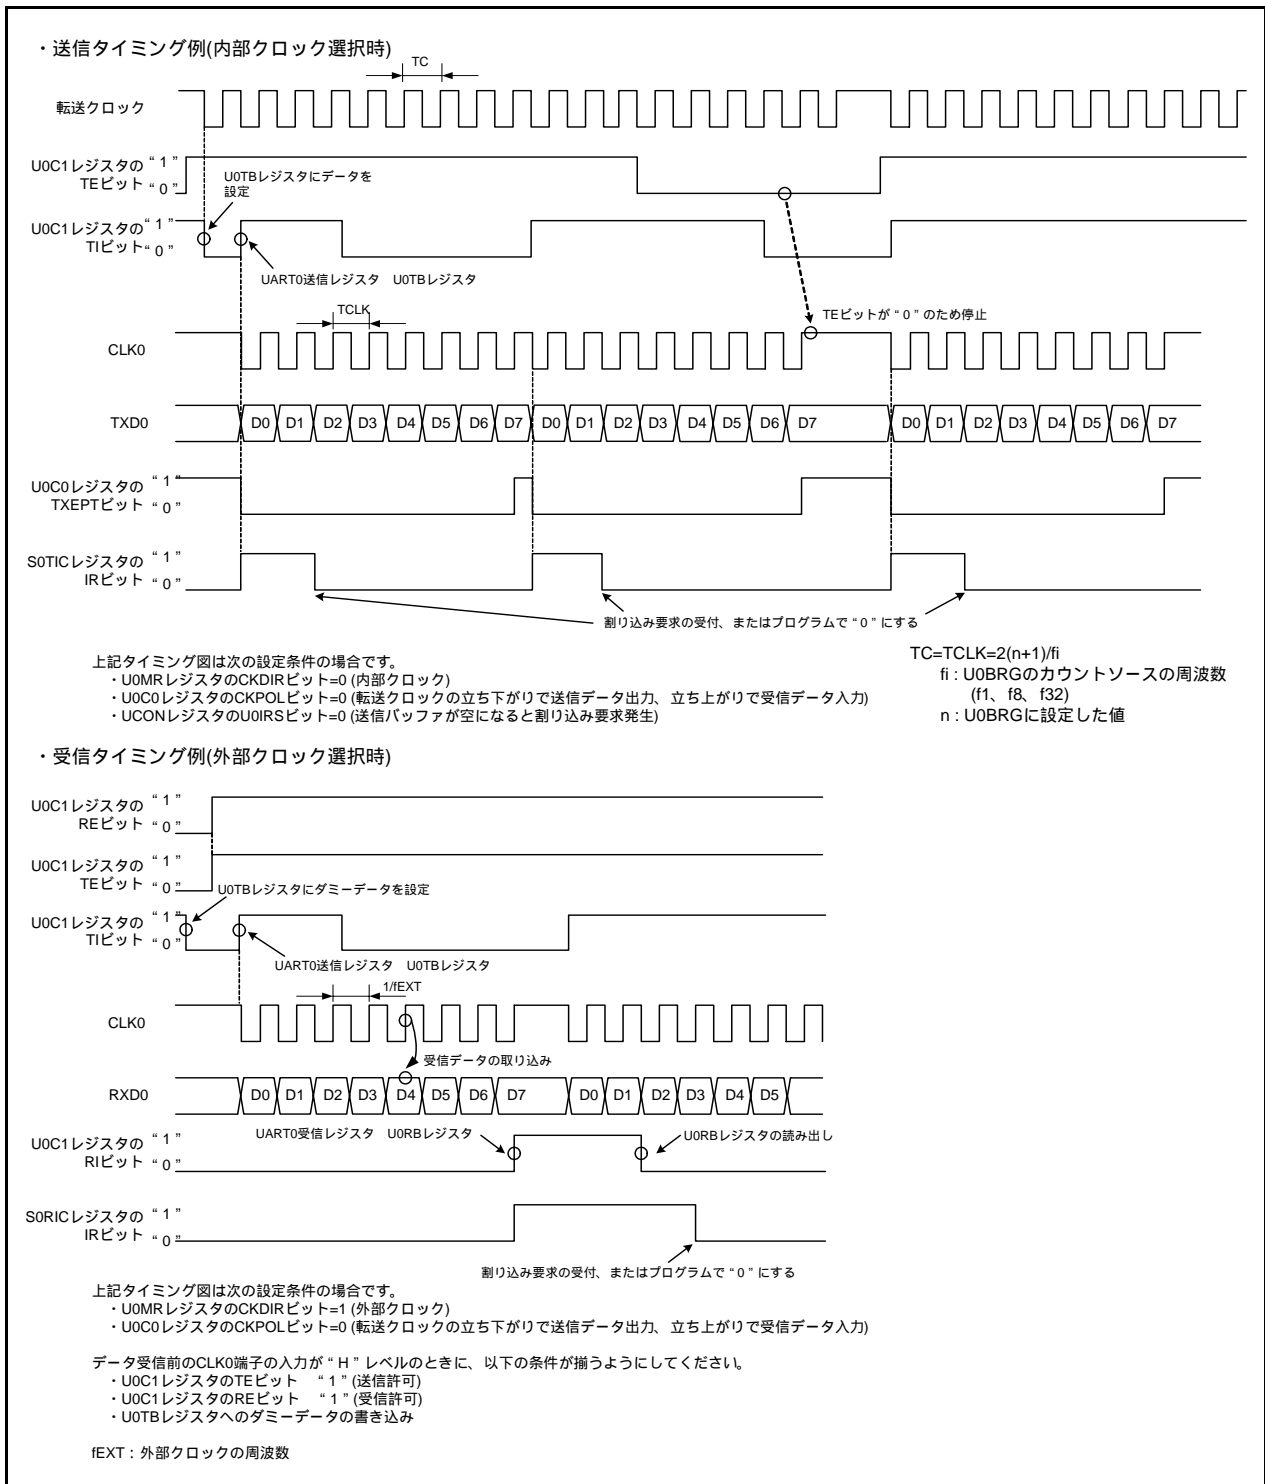 ・送信タイミング例(内部クロック選択時)
TC
転送クロック
U0C1レジスタの “ 1 ”
TEビット “ 0 ”
U0TBレジスタにデータを
設定
U0C1レジスタの “ 1 ”
TIビット “ 0 ”
UART0送信レジスタ　U0TBレジスタ
TCLK
TEビットが “ 0 ” のため停止
CLK0
TXD0 D0 D1 D2 D3 D4 D5 D6 D7 D0 D1 D2 D3 D4 D5 D6 D7 D0 D1 D2 D3 D4 D5 D6 D7
U0C0レジスタの “ 1 ”
TXEPTビット “ 0 ”
S0TICレジスタの “ 1 ”
IRビット “ 0 ”
割り込み要求の受付、またはプログラムで “ 0 ” にする
上記タイミング図は次の設定条件の場合です。
・U0MRレジスタのCKDIRビット=0 (内部クロック)
・U0C0レジスタのCKPOLビット=0 (転送クロックの立ち下がりで送信データ出力、立ち上がりで受信データ入力)
・UCONレジスタのU0IRSビット=0 (送信バッファが空になると割り込み要求発生)
TC=TCLK=2(n+1)/fi
fi : U0BRGのカウントソースの周波数
(f1、f8、f32)
n : U0BRGに設定した値
・受信タイミング例(外部クロック選択時)
U0C1レジスタの “ 1 ”
REビット “ 0 ”
U0C1レジスタの “ 1 ”
TEビット “ 0 ”
U0TBレジスタにダミーデータを設定
U0C1レジスタの “ 1 ”
TIビット “ 0 ”
UART0送信レジスタ　U0TBレジスタ
1/fEXT
CLK0
受信データの取り込み
RXD0 D0 D1 D2 D3 D4 D5 D6 D7 D0 D1 D2 D3 D4 D5
UART0受信レジスタ　U0RBレジスタ
U0RBレジスタの読み出し
U0C1レジスタの “ 1 ”
RIビット “ 0 ”
S0RICレジスタの “ 1 ”
IRビット “ 0 ”
割り込み要求の受付、またはプログラムで “ 0 ” にする
上記タイミング図は次の設定条件の場合です。
・U0MRレジスタのCKDIRビット=1 (外部クロック)
・U0C0レジスタのCKPOLビット=0 (転送クロックの立ち下がりで送信データ出力、立ち上がりで受信データ入力)
データ受信前のCLK0端子の入力が “ H ” レベルのときに、以下の条件が揃うようにしてください。
・U0C1レジスタのTEビット　“ 1 ” (送信許可)
・U0C1レジスタのREビット　“ 1 ” (受信許可)
・U0TBレジスタへのダミーデータの書き込み
fEXT : 外部クロックの周波数